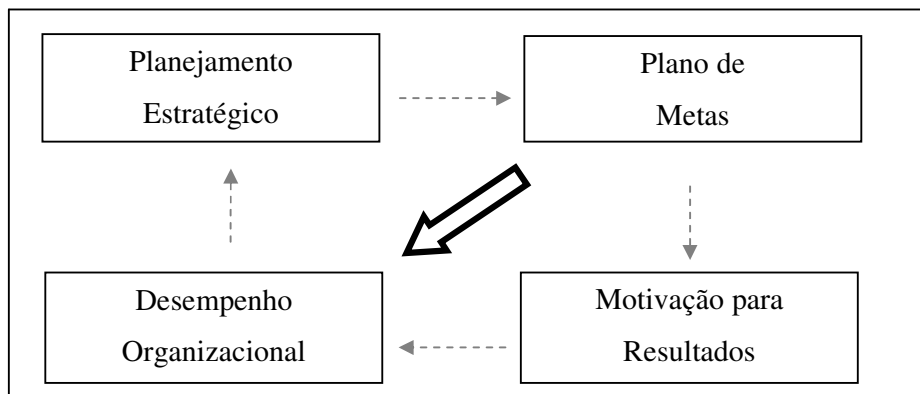 Planejamento
Estratégico
Plano de
Metas
Desempenho
Organizacional
Motivação para
Resultados